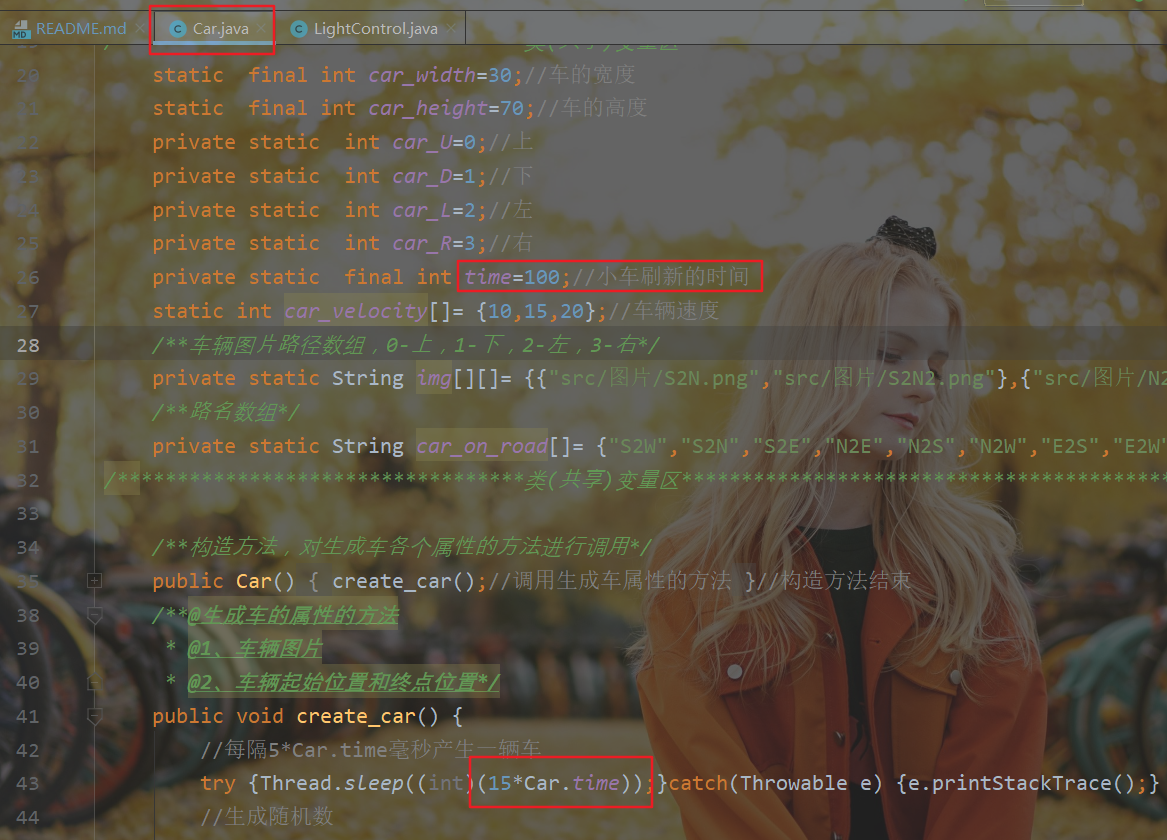 README.md Car.java LightControl.java
类(共享)变量区
20 static final int car_width=30;//车的宽度
21 static final int car_height=70;//车的高度
22 private static int car_U=0;//上
23 private static int car_D=1;//下
24 private static int car_L=2;//左
25 private static int car_R=3;//右
26 private static final int time=100;//小车刷新的时间
27 static int car_velocity[]= {10,15,20};//车辆速度
28 /**车辆图片路径数组，0-上，1-下，2-左，3-右*/
29 private static String img[][]= {{"src/图片/S2N.png","src/图片/S2N2.png"},{"src/图片/N2
30 /**路名数组*/
31 private static String car_on_road[]= {"S2W","S2N","S2E","N2E","N2S","N2W","E2S","E2W"
32 /**********************************类(共享)变量区*****************************************
33
34 /**构造方法，对生成车各个属性的方法进行调用*/
35 public Car() { create_car();//调用生成车属性的方法 }//构造方法结束
38 /**@生成车的属性的方法
39 * @1、车辆图片
40 * @2、车辆起始位置和终点位置*/
41 public void create_car() {
42 //每隔5*Car.time毫秒产生一辆车
43 try {Thread.sleep((int)(15*Car.time));}catch(Throwable e) {e.printStackTrace();}
44 //生成随机数